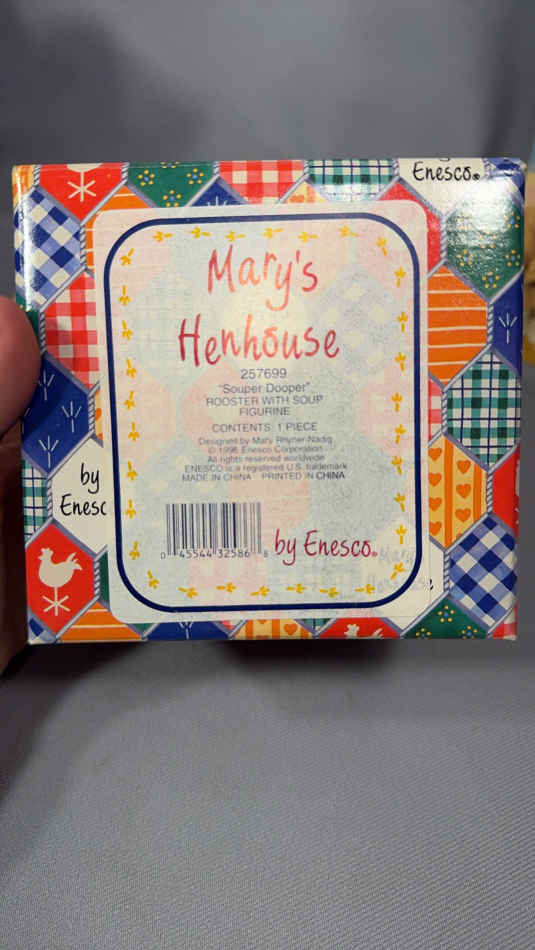 Enesco®
Mary's
Henhouse
257699
"Souper Dooper"
ROOSTER WITH SOUP
FIGURINE
CONTENTS: 1 PIECE
Designed by Mary Rhyner-Nadig
© 1996 Enesco Corporation
All rights reserved worldwide
ENESCO is a registered U.S. trademark
MADE IN CHINA PRINTED IN CHINA
by
Enesc
0 45544 32586 8
by Enesco®